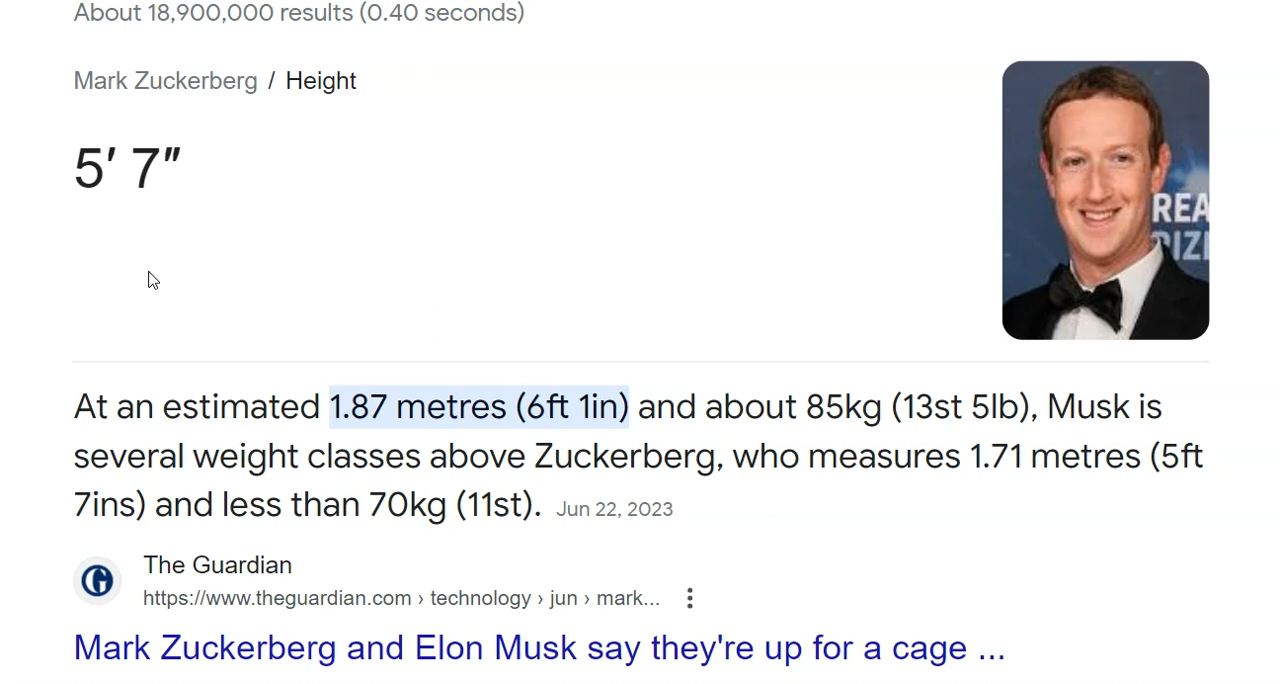 About 18,900,000 results (0.40 seconds)
Mark Zuckerberg / Height
5′ 7″
REA
At an estimated 1.87 metres (6ft 1in) and about 85kg (13st 5lb), Musk is
several weight classes above Zuckerberg, who measures 1.71 metres (5ft
7ins) and less than 70kg (11st). Jun 22, 2023
The Guardian
https://www.theguardian.com › technology › jun › mark...
Mark Zuckerberg and Elon Musk say they're up for a cage ...